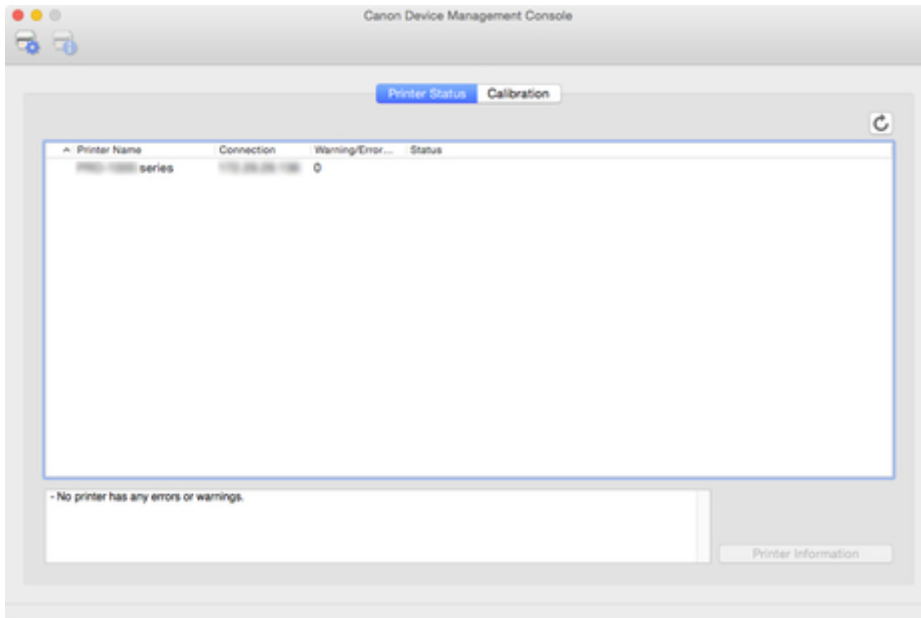 Canon Device Management Console
Printer Status Calibration
Printer Name Connection Warning/Error... Status
series 0
- No printer has any errors or warnings.
Printer Information